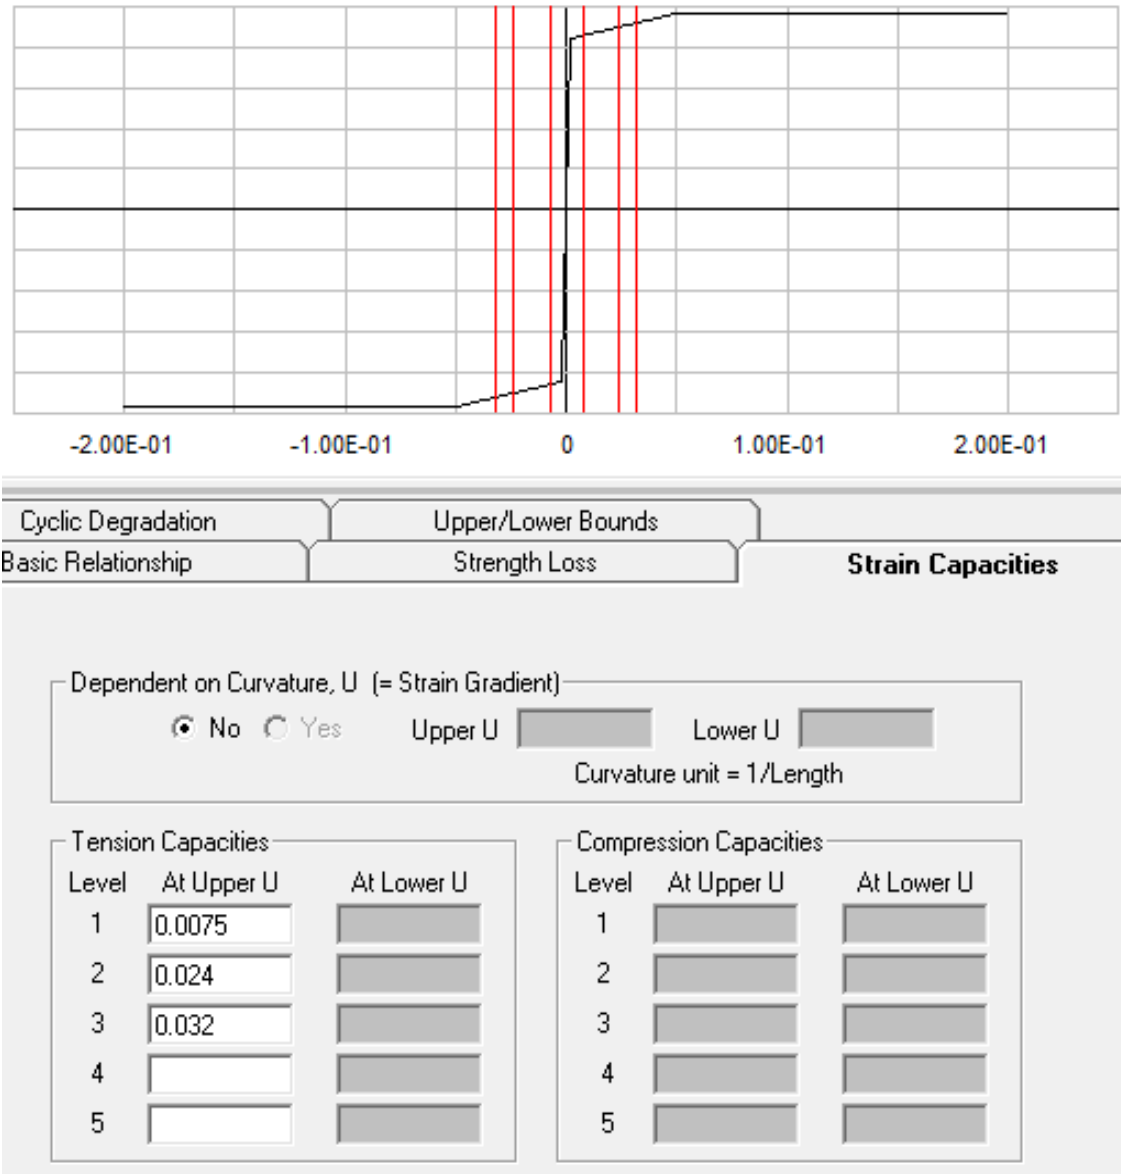 -2.00E-01 -1.00E-01 0 1.00E-01 2.00E-01
Cyclic Degradation Upper/Lower Bounds
Basic Relationship Strength Loss Strain Capacities
Dependent on Curvature, U (= Strain Gradient)
No Yes Upper U Lower U
Curvature unit = 1/Length
Tension Capacities
Level At Upper U At Lower U
1 0.0075
2 0.024
3 0.032
4
5
Compression Capacities
Level At Upper U At Lower U
1
2
3
4
5